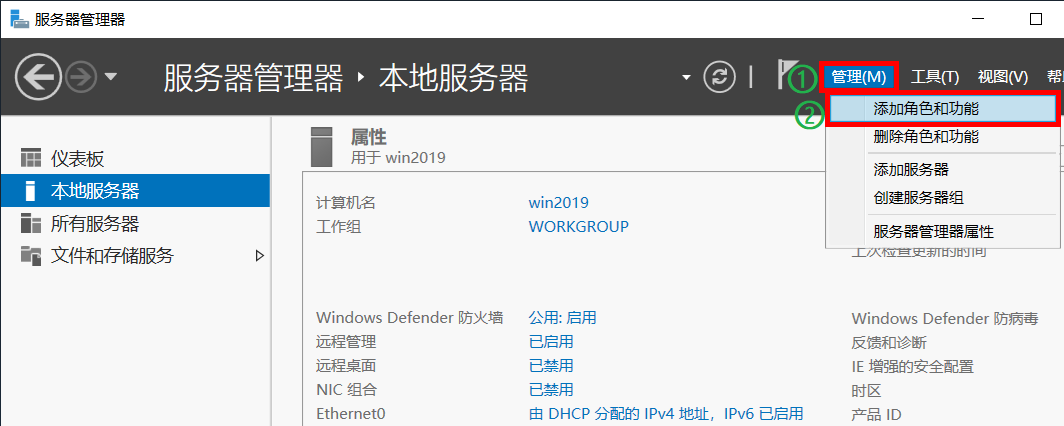 服务器管理器
服务器管理器 · 本地服务器
① 管理(M) 工具(T) 视图(V)
② 添加角色和功能
删除角色和功能
添加服务器
创建服务器组
服务器管理器属性
仪表板
本地服务器
所有服务器
文件和存储服务
属性
用于 win2019
计算机名 win2019
工作组 WORKGROUP
上次检查更新的时间
Windows Defender 防火墙 公用: 启用 Windows Defender 防病毒
远程管理 已启用 反馈和诊断
远程桌面 已禁用 IE 增强的安全配置
NIC 组合 已禁用 时区
Ethernet0 由 DHCP 分配的 IPv4 地址，IPv6 已启用 产品 ID